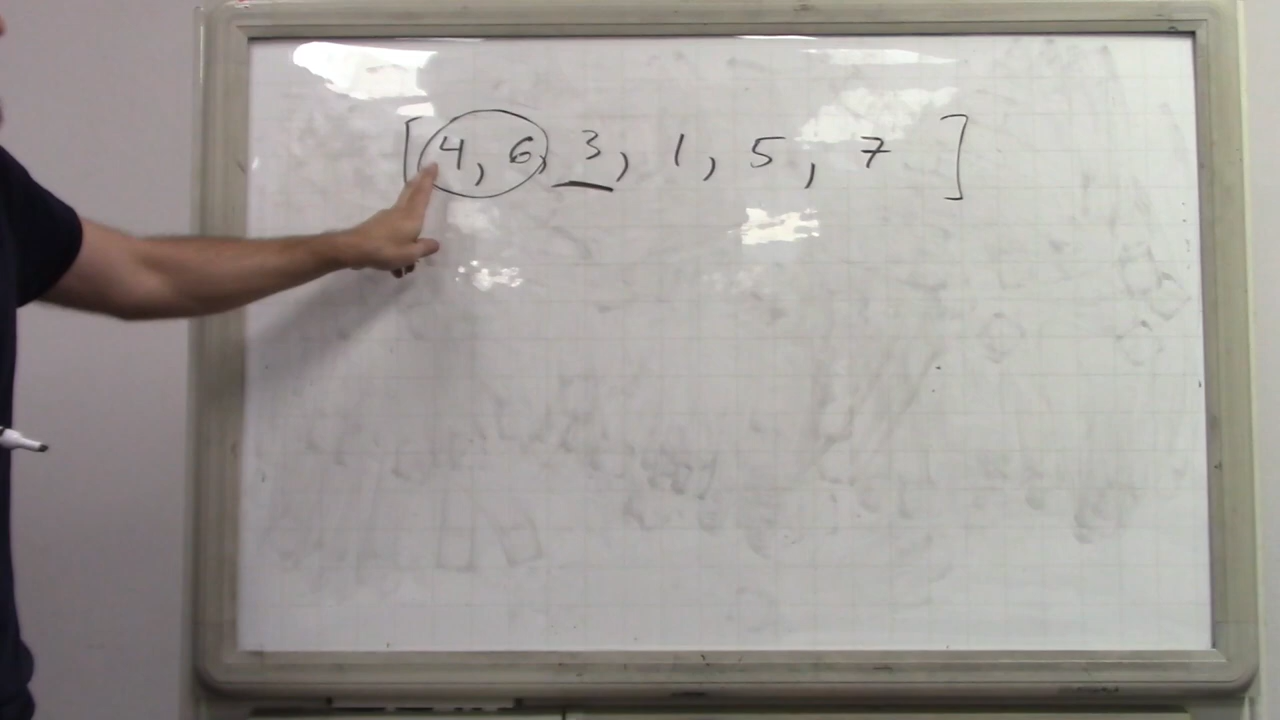 [4, 6, 3, 1, 5, 7 ]